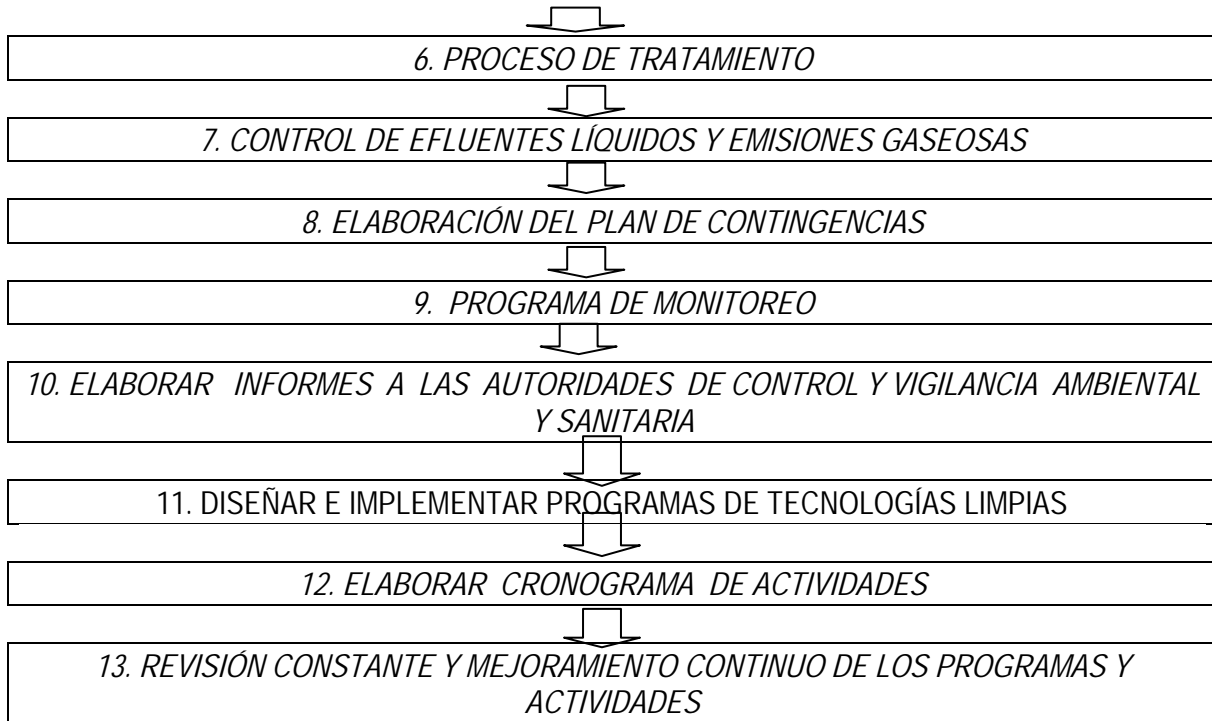 6. PROCESO DE TRATAMIENTO
7. CONTROL DE EFLUENTES LÍQUIDOS Y EMISIONES GASEOSAS
8. ELABORACIÓN DEL PLAN DE CONTINGENCIAS
9. PROGRAMA DE MONITOREO
10. ELABORAR INFORMES A LAS AUTORIDADES DE CONTROL Y VIGILANCIA AMBIENTAL
Y SANITARIA
11. DISEÑAR E IMPLEMENTAR PROGRAMAS DE TECNOLOGÍAS LIMPIAS
12. ELABORAR CRONOGRAMA DE ACTIVIDADES
13. REVISIÓN CONSTANTE Y MEJORAMIENTO CONTINUO DE LOS PROGRAMAS Y
ACTIVIDADES